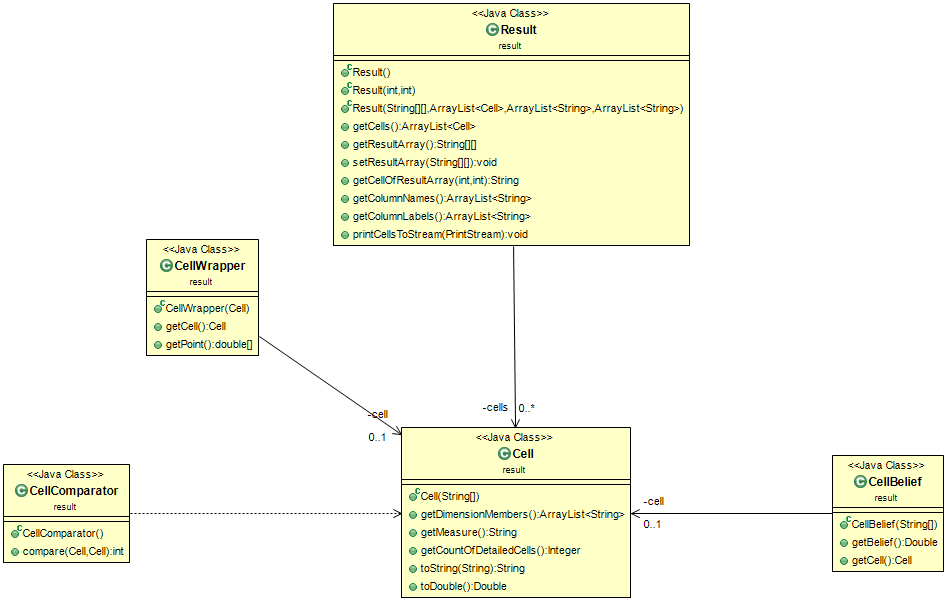 <<Java Class>>
Result
result
Result()
Result(int,int)
Result(String[][],ArrayList<Cell>,ArrayList<String>,ArrayList<String>)
getCells():ArrayList<Cell>
getResultArray():String[][]
setResultArray(String[][]):void
getCellOfResultArray(int,int):String
getColumnNames():ArrayList<String>
getColumnLabels():ArrayList<String>
printCellsToStream(PrintStream):void
<<Java Class>>
CellWrapper
result
CellWrapper(Cell)
getCell():Cell
getPoint():double[]
-cell
0..1
-cells 0..*
<<Java Class>>
Cell
result
Cell(String[])
getDimensionMembers():ArrayList<String>
getMeasure():String
getCountOfDetailedCells():Integer
toString(String):String
toDouble():Double
<<Java Class>>
CellComparator
result
CellComparator()
compare(Cell,Cell):int
-cell
0..1
<<Java Class>>
CellBelief
result
CellBelief(String[])
getBelief():Double
getCell():Cell